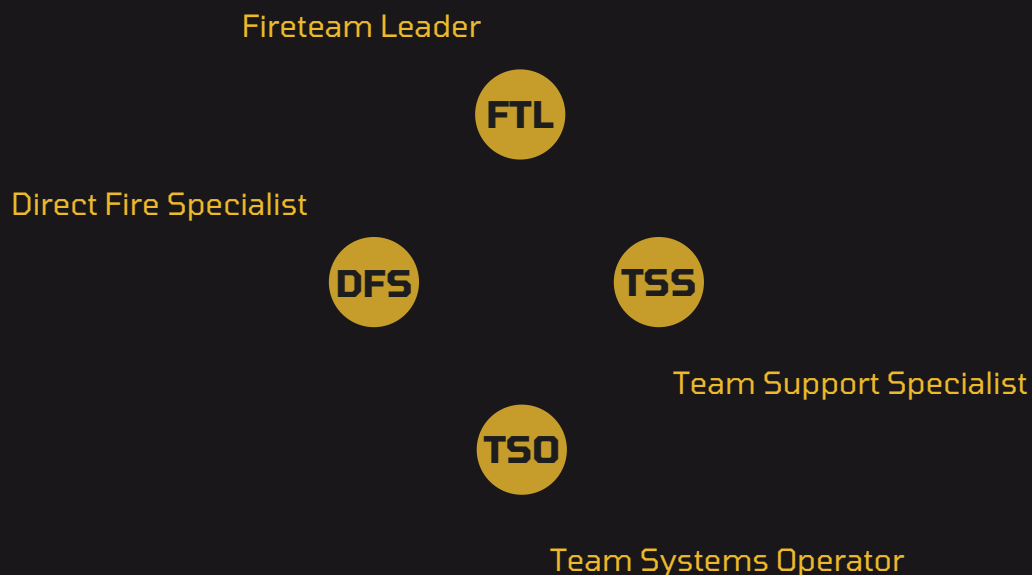 Fireteam Leader
FTL
Direct Fire Specialist
DFS
TSS
Team Support Specialist
TSO
Team Systems Operator